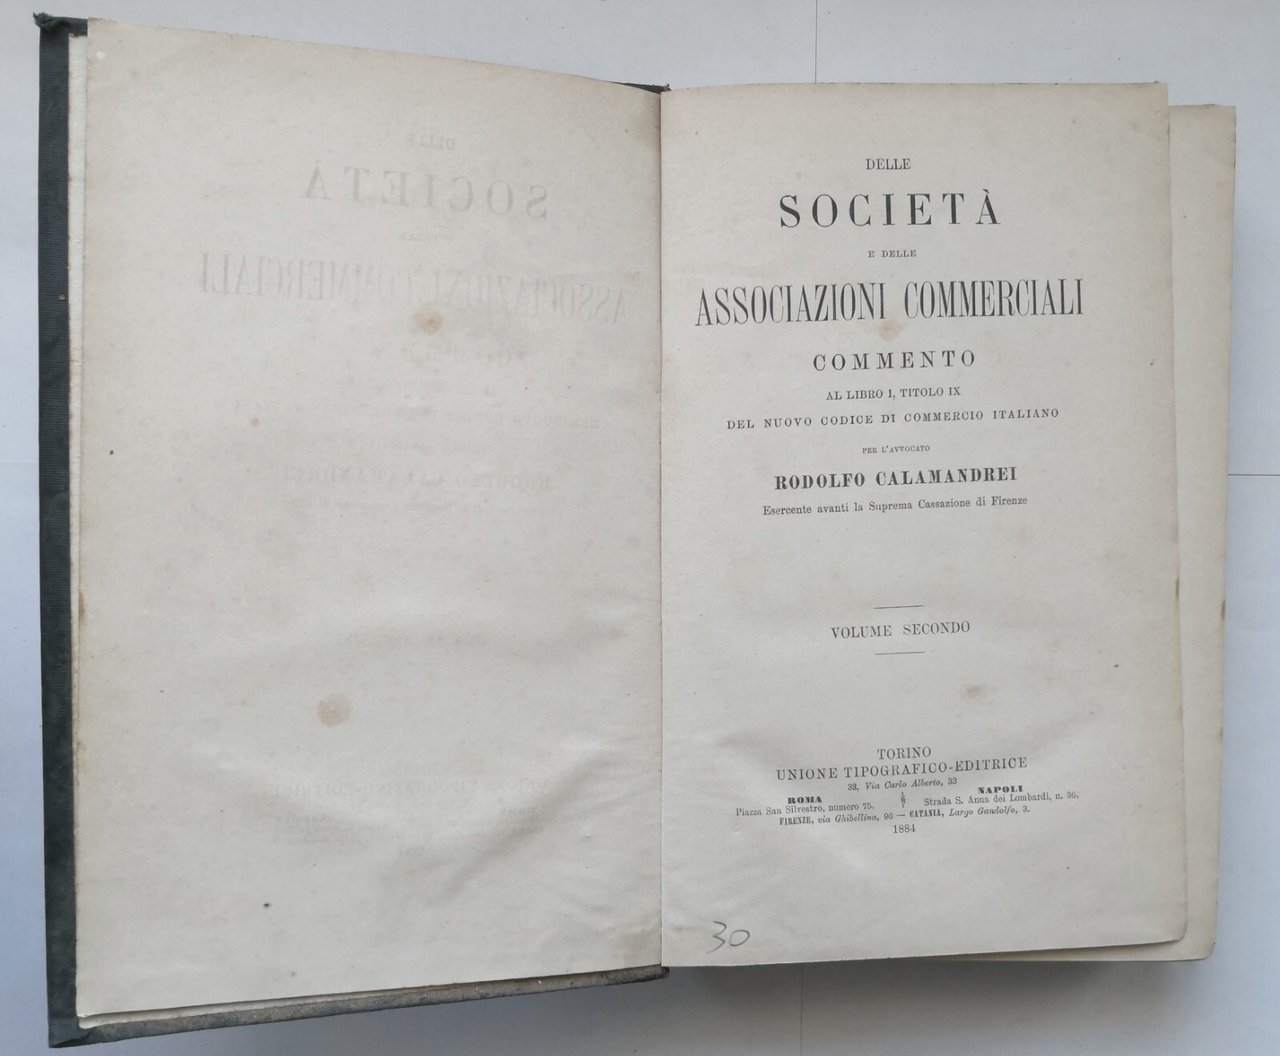 DELLE
SOCIETÀ
E DELLE
ASSOCIAZIONI COMMERCIALI
COMMENTO
AL LIBRO I, TITOLO IX
DEL NUOVO CODICE DI COMMERCIO ITALIANO
PER L'AVVOCATO
RODOLFO CALAMANDREI
Esercente avanti la Suprema Cassazione di Firenze
VOLUME SECONDO
TORINO
UNIONE TIPOGRAFICO-EDITRICE
33, Via Carlo Alberto, 33
ROMA
Piazza San Silvestro, numero 75.
NAPOLI
Strada S. Anna dei Lombardi, n. 36.
FIRENZE, via Ghibellina, 96 — CATANIA, Largo Gandolfo, 3.
1884
30